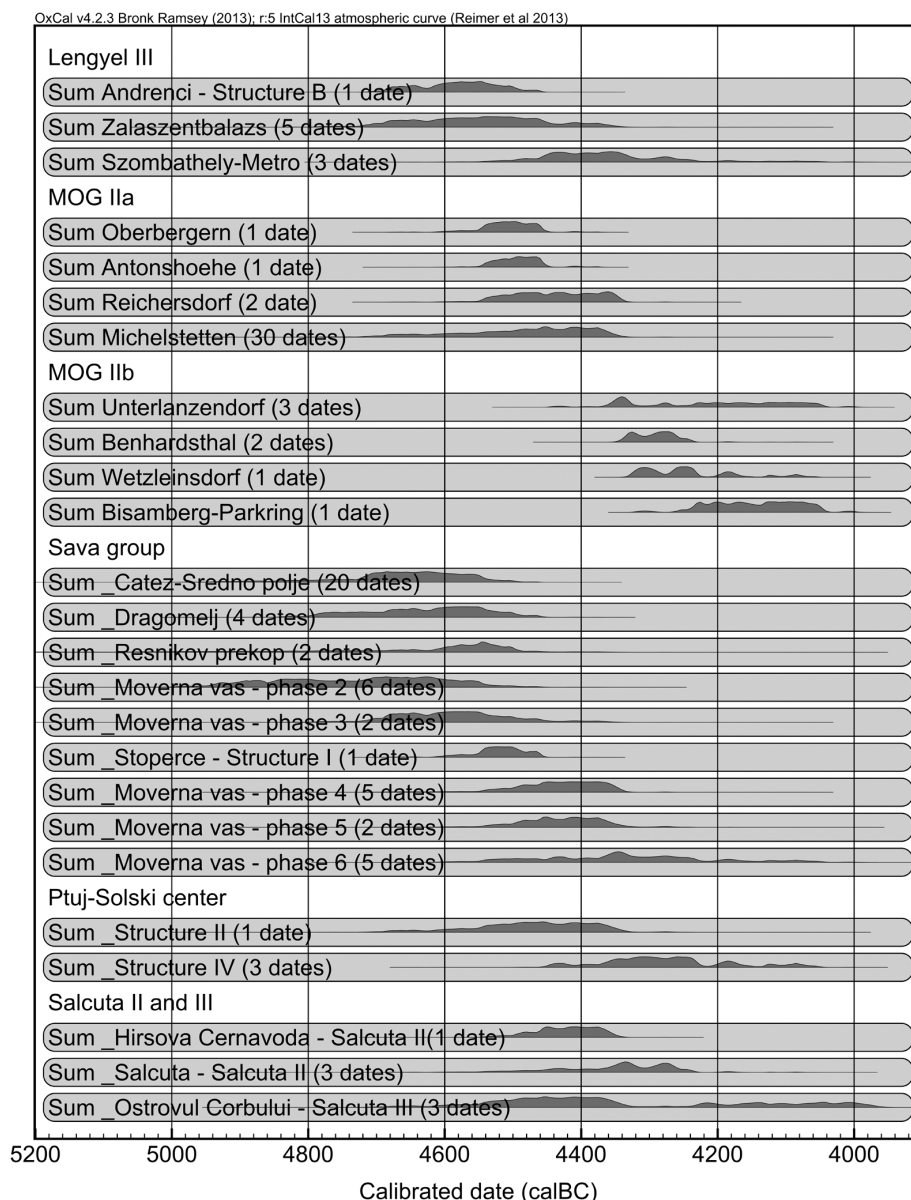 OxCal v4.2.3 Bronk Ramsey (2013); r:5 IntCal13 atmospheric curve (Reimer et al 2013)
Lengyel III
Sum Andrenci - Structure B (1 date)
Sum Zalaszentbalazs (5 dates)
Sum Szombathely-Metro (3 dates)
MOG IIa
Sum Oberbergern (1 date)
Sum Antonshoehe (1 date)
Sum Reichersdorf (2 date)
Sum Michelstetten (30 dates)
MOG IIb
Sum Unterlanzendorf (3 dates)
Sum Benhardsthal (2 dates)
Sum Wetzleinsdorf (1 date)
Sum Bisamberg-Parkring (1 date)
Sava group
Sum _Catez-Sredno polje (20 dates)
Sum _Dragomelj (4 dates)
Sum _Resnikov prekop (2 dates)
Sum _Moverna vas - phase 2 (6 dates)
Sum _Moverna vas - phase 3 (2 dates)
Sum _Stoperce - Structure I (1 date)
Sum _Moverna vas - phase 4 (5 dates)
Sum _Moverna vas - phase 5 (2 dates)
Sum _Moverna vas - phase 6 (5 dates)
Ptuj-Solski center
Sum _Structure II (1 date)
Sum _Structure IV (3 dates)
Salcuta II and III
Sum _Hirsova Cernavoda - Salcuta II(1 date)
Sum _Salcuta - Salcuta II (3 dates)
Sum _Ostrovul Corbului - Salcuta III (3 dates)
5200 5000 4800 4600 4400 4200 4000
Calibrated date (calBC)